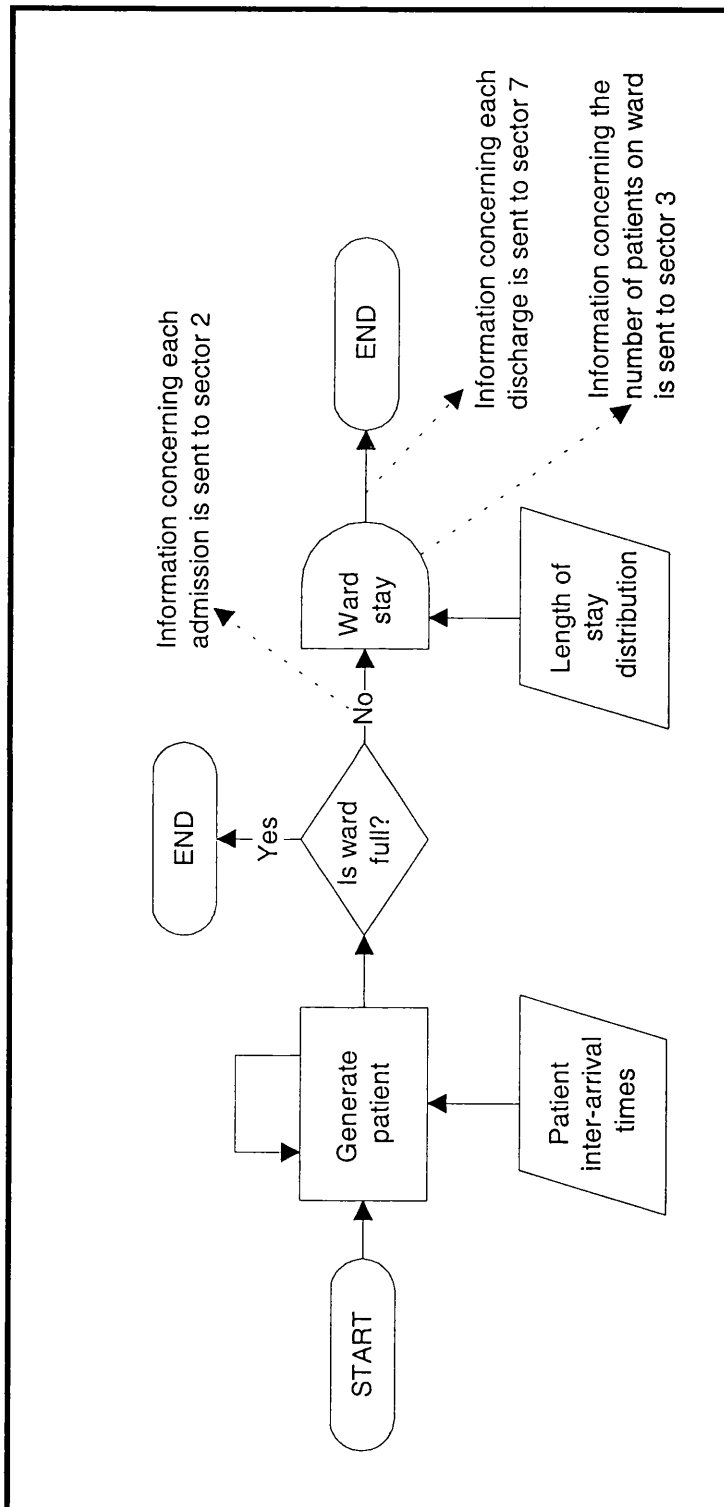 START
Generate
patient
Patient
inter-arrival
times
Is ward
full?
Yes
END
No
Information concerning each
admission is sent to sector 2
Ward
stay
Length of
stay
distribution
END
Information concerning each
discharge is sent to sector 7
Information concerning the
number of patients on ward
is sent to sector 3